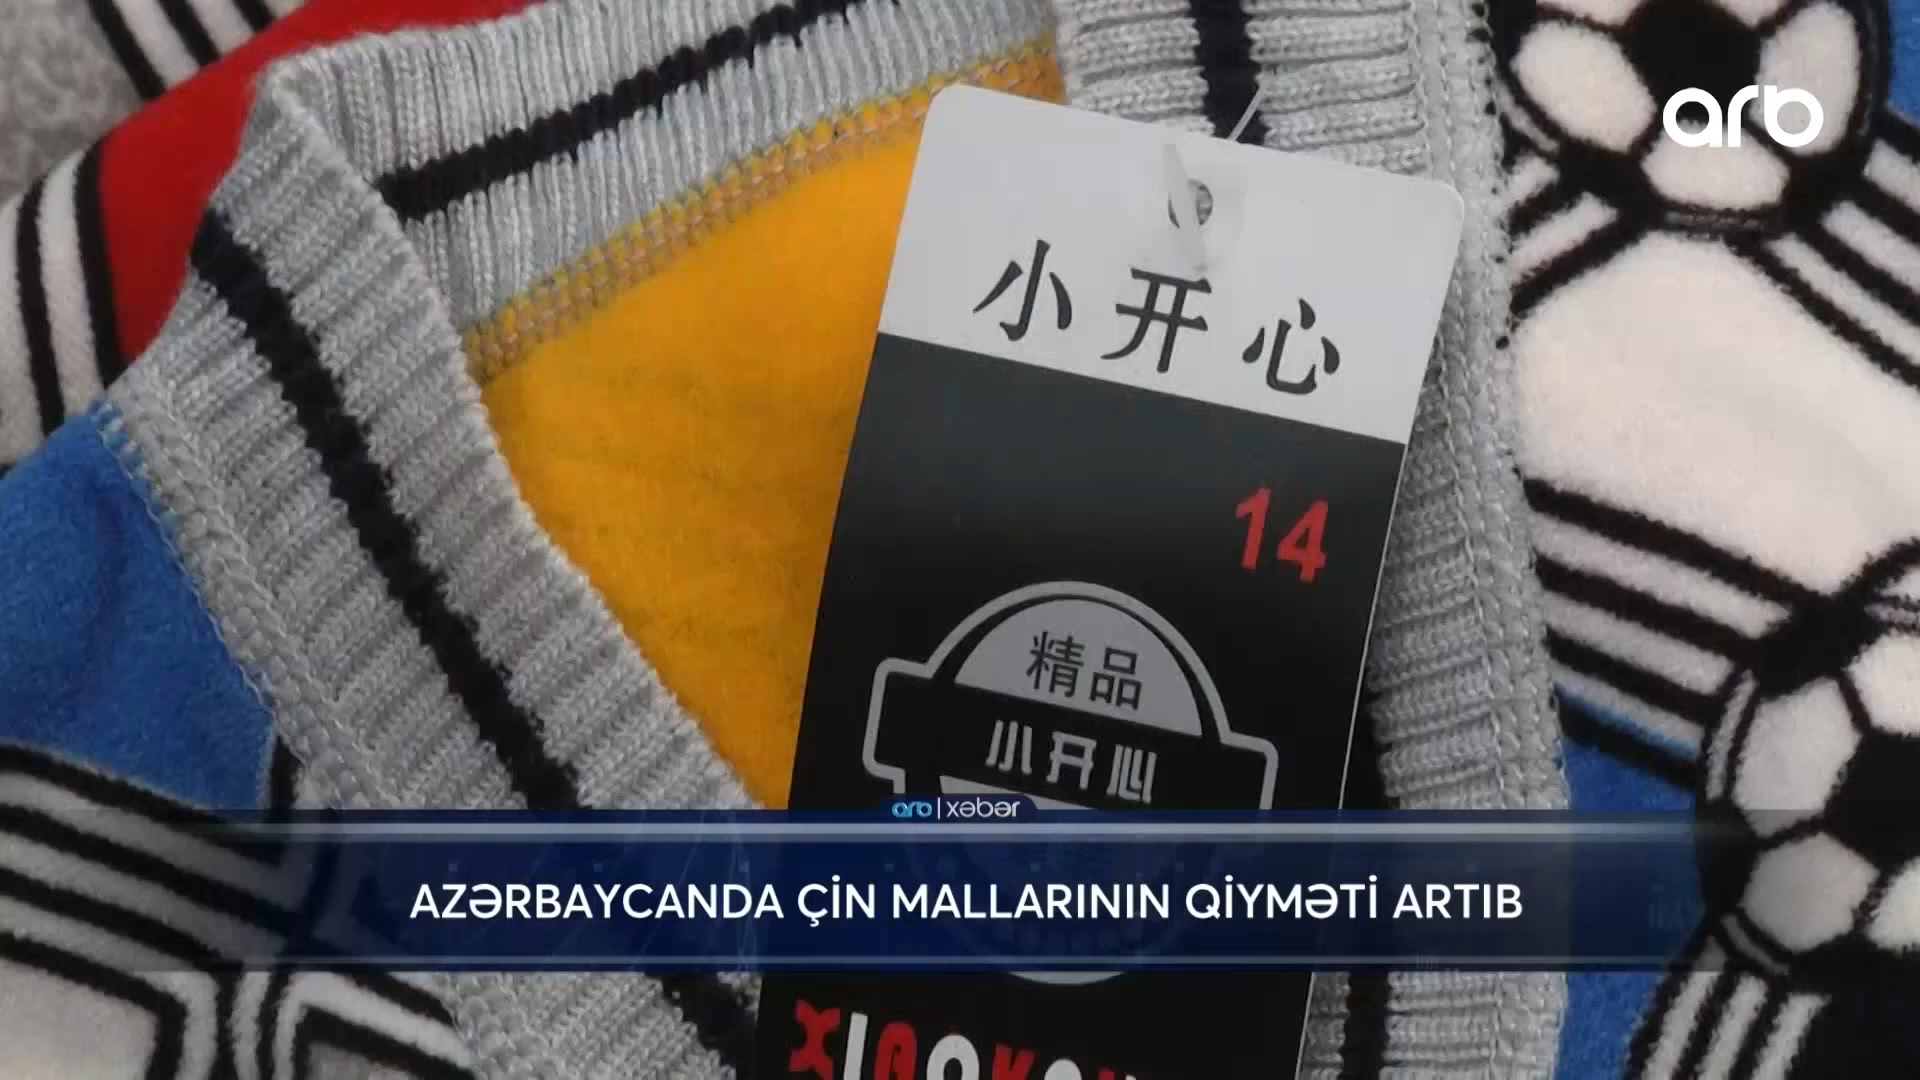 arb
小开心
14
精品
小开心
arb | xəbər
AZƏRBAYCANDA ÇİN MALLARININ QİYMƏTİ ARTIB